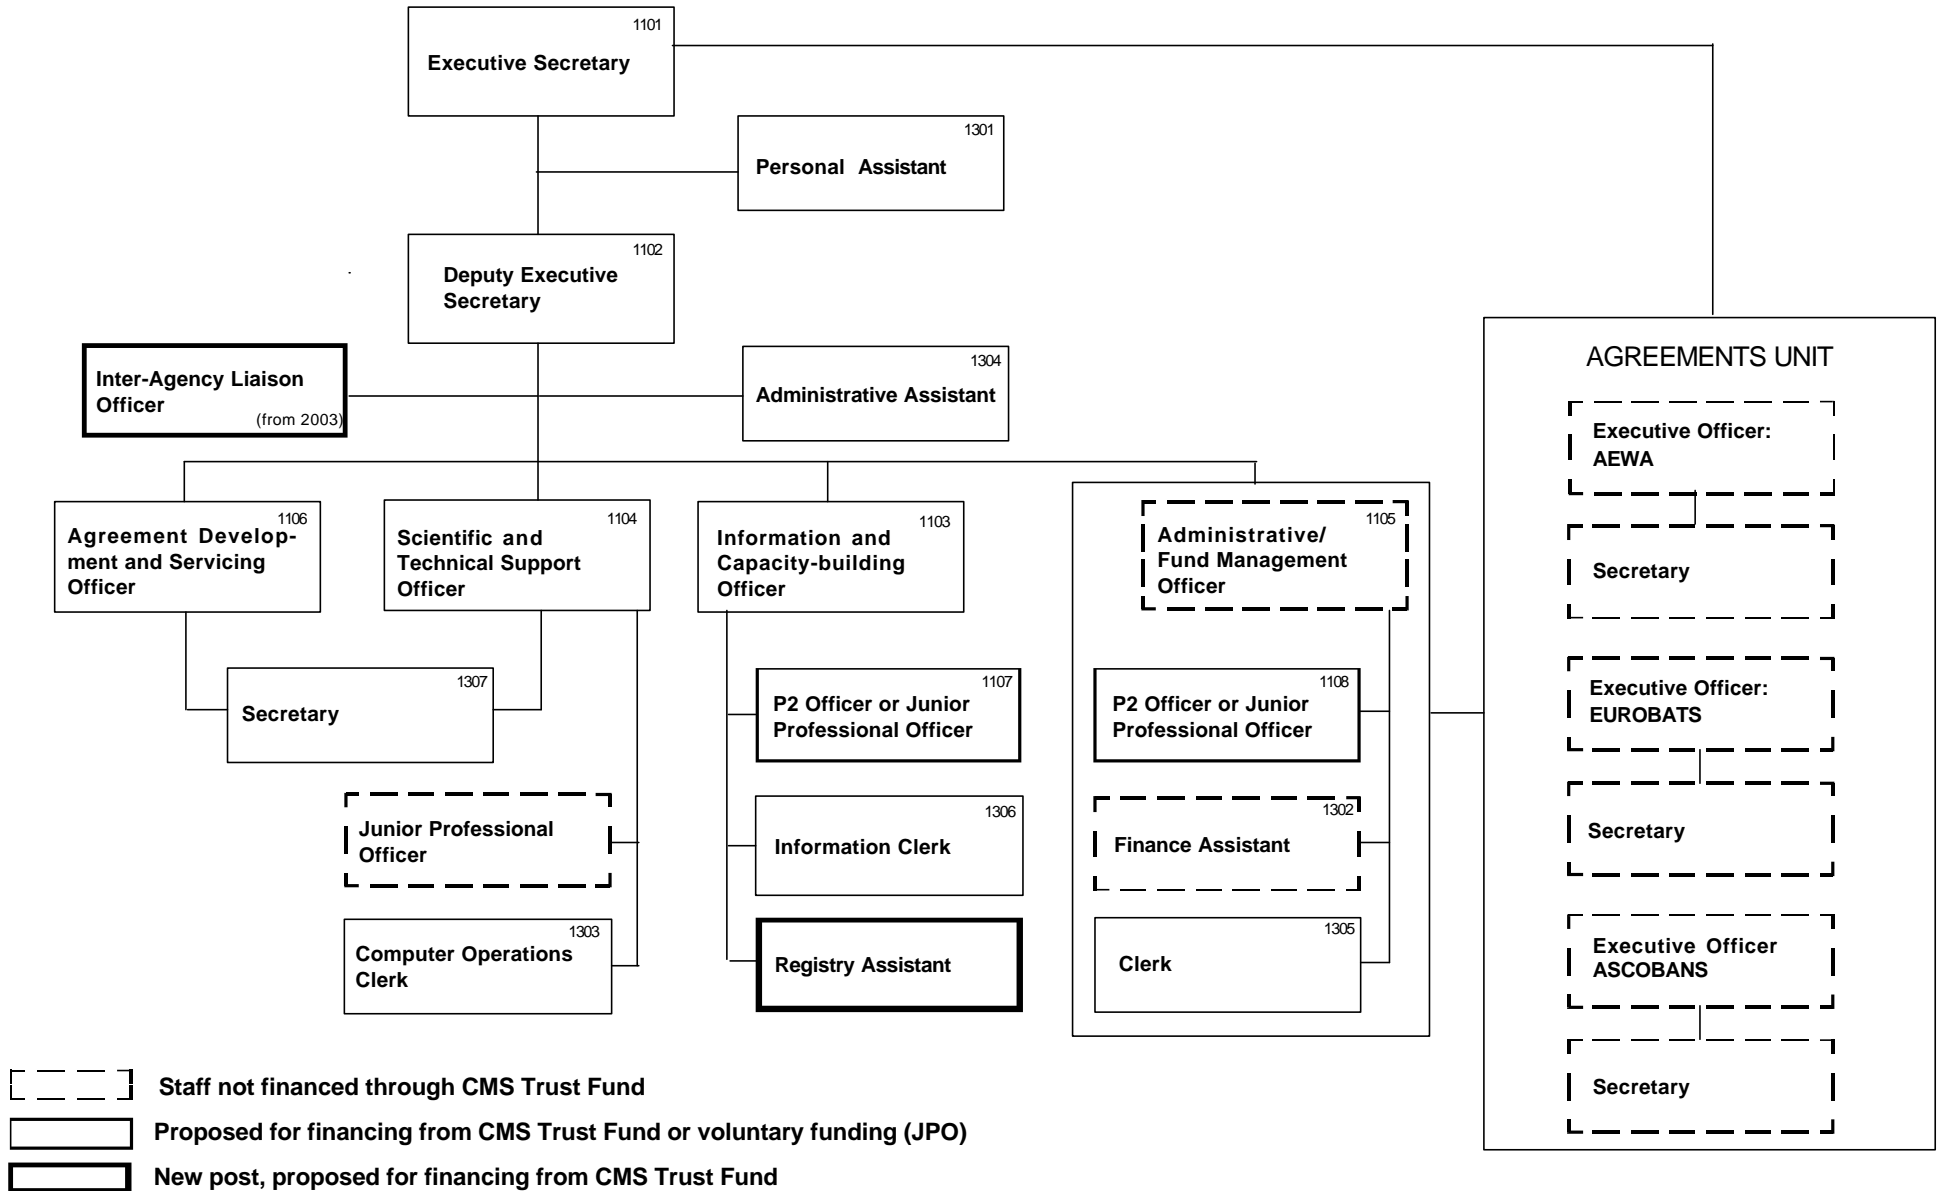 1101
Executive Secretary
1301
Personal Assistant
1102
Deputy Executive
Secretary
Inter-Agency Liaison
Officer
(from 2003)
1304
Administrative Assistant
AGREEMENTS UNIT
Executive Officer:
AEWA
Secretary
Executive Officer:
EUROBATS
Secretary
Executive Officer
ASCOBANS
Secretary
1106
Agreement Develop-
ment and Servicing
Officer
1104
Scientific and
Technical Support
Officer
1103
Information and
Capacity-building
Officer
1105
Administrative/
Fund Management
Officer
1307
Secretary
1107
P2 Officer or Junior
Professional Officer
1108
P2 Officer or Junior
Professional Officer
Junior Professional
Officer
1306
Information Clerk
1302
Finance Assistant
1303
Computer Operations
Clerk
Registry Assistant
1305
Clerk
Staff not financed through CMS Trust Fund
Proposed for financing from CMS Trust Fund or voluntary funding (JPO)
New post, proposed for financing from CMS Trust Fund